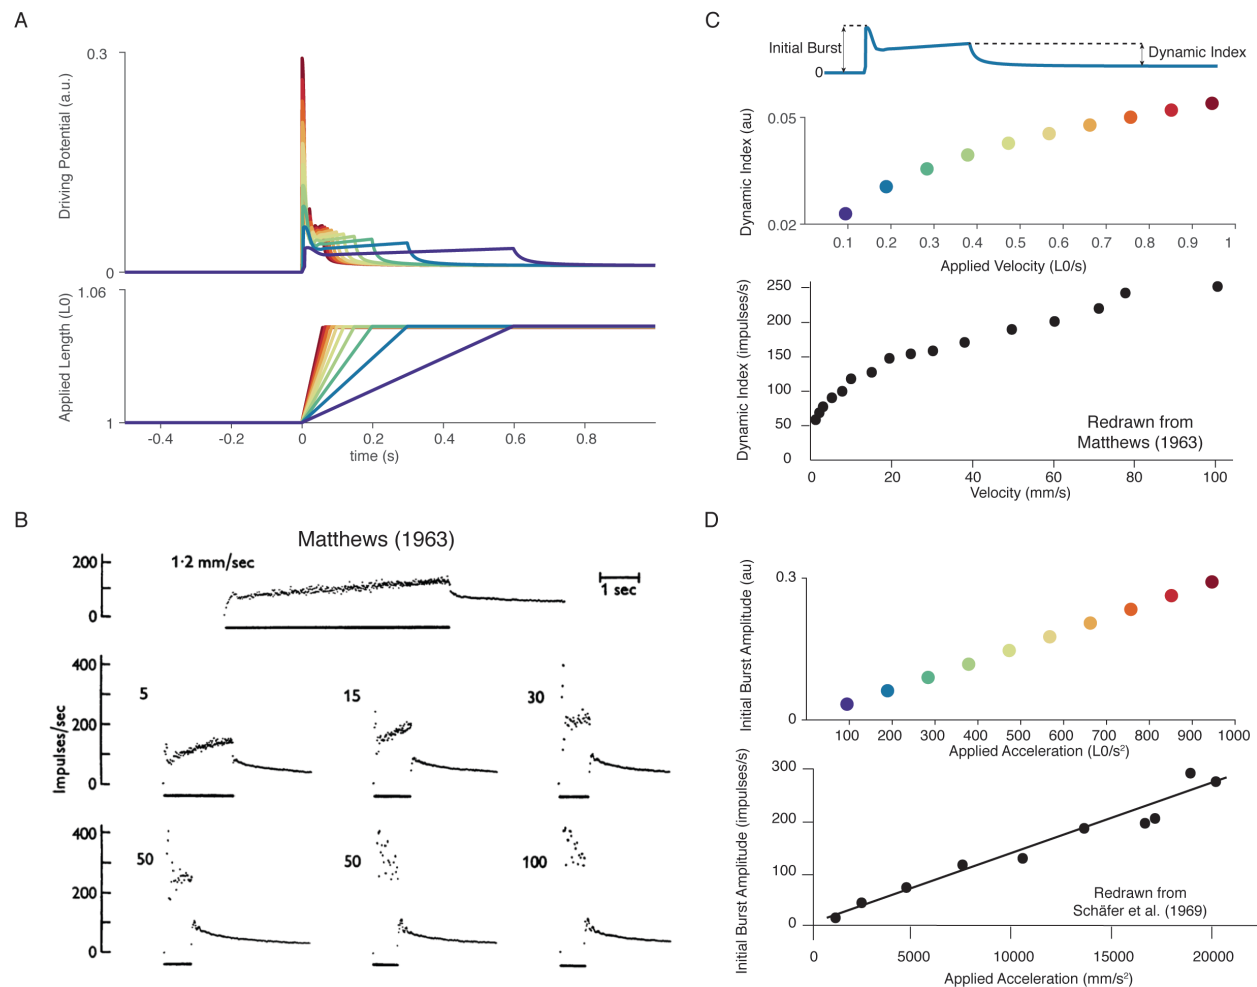 A
0.3
Driving Potential (a.u.)
0
1.06
Applied Length (L0)
1
-0.4 -0.2 0 0.2 0.4 0.6 0.8
time (s)
B
Matthews (1963)
200
0
1·2 mm/sec
1 sec
Impulses/sec
400
200
0
5
15
30
400
200
0
50
50
100
C
Initial Burst
0
Dynamic Index
Dynamic Index (au)
0.05
0.02
0.1 0.2 0.3 0.4 0.5 0.6 0.7 0.8 0.9 1
Applied Velocity (L0/s)
Dynamic Index (impulses/s)
250
200
150
100
50
0
Redrawn from
Matthews (1963)
0 20 40 60 80 100
Velocity (mm/s)
D
Initial Burst Amplitude (au)
0.3
0
100 200 300 400 500 600 700 800 900 1000
Applied Acceleration (L0/s²)
Initial Burst Amplitude (impulses/s)
300
200
100
0
Redrawn from
Schäfer et al. (1969)
0 5000 10000 15000 20000
Applied Acceleration (mm/s²)